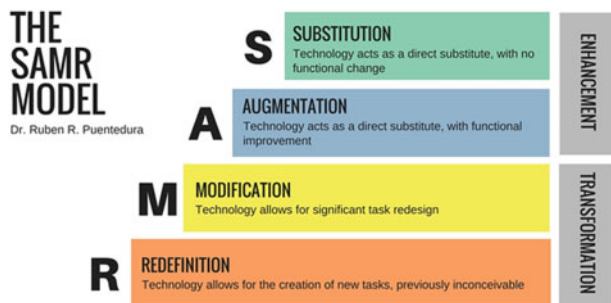 THE
SAMR
MODEL
Dr. Ruben R. Puentedura
S
SUBSTITUTION
Technology acts as a direct substitute, with no
functional change
A
AUGMENTATION
Technology acts as a direct substitute, with functional
improvement
ENHANCEMENT
M
MODIFICATION
Technology allows for significant task redesign
R
REDEFINITION
Technology allows for the creation of new tasks, previously inconceivable
TRANSFORMATION